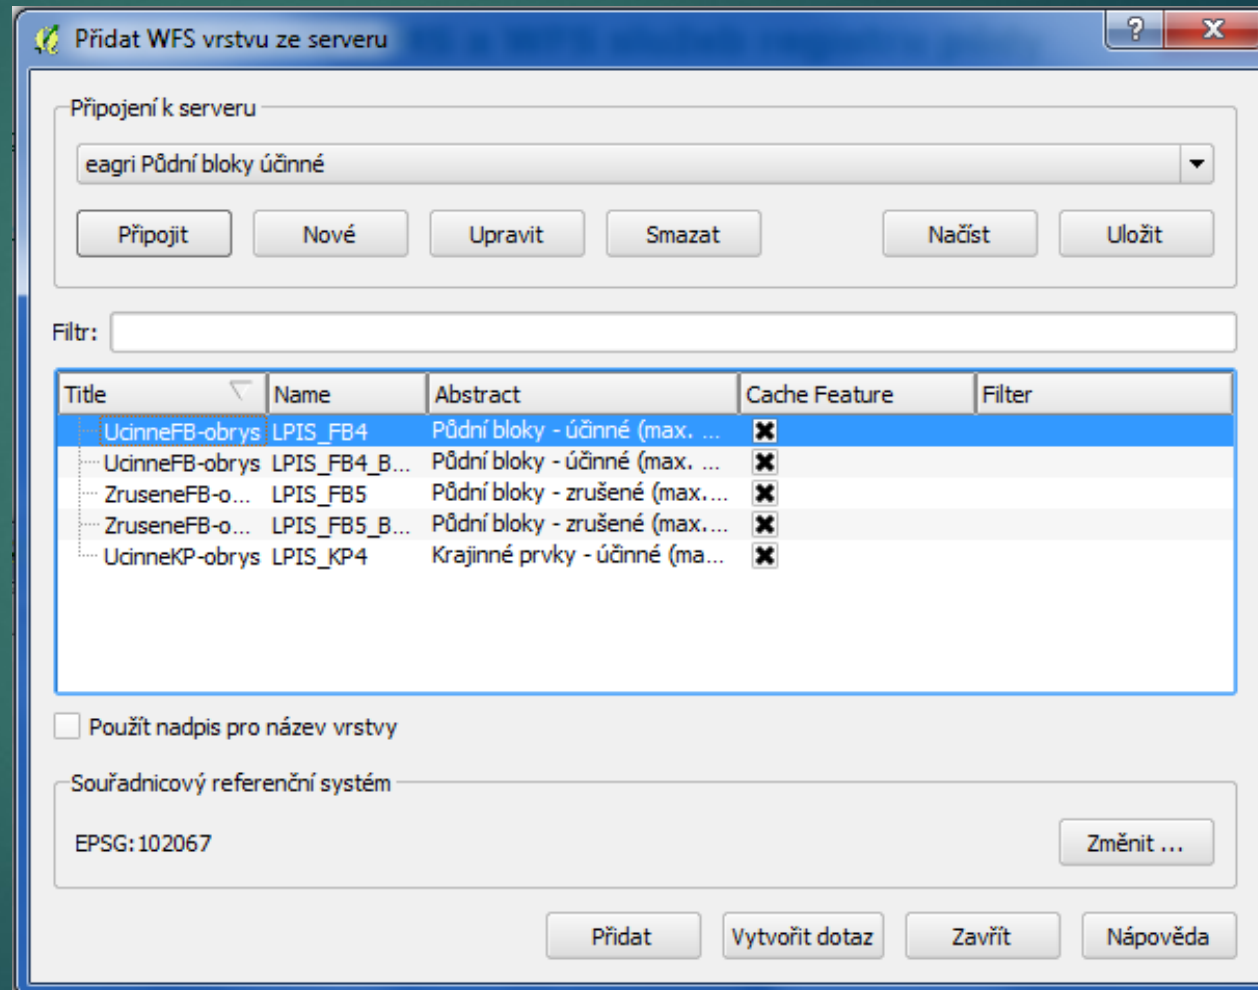 Přidat WFS vrstvu ze serveru
Připojení k serveru
eagri Půdní bloky účinné
Připojit Nové Upravit Smazat Načíst Uložit
Filtr:
Title Name Abstract Cache Feature Filter
UcinneFB-obrys LPIS_FB4 Půdní bloky - účinné (max. ...
UcinneFB-obrys LPIS_FB4_B... Půdní bloky - účinné (max. ...
ZruseneFB-o... LPIS_FB5 Půdní bloky - zrušené (max. ...
ZruseneFB-o... LPIS_FB5_B... Půdní bloky - zrušené (max. ...
UcinneKP-obrys LPIS_KP4 Krajinné prvky - účinné (ma...
Použít nadpis pro název vrstvy
Souřadnicový referenční systém
EPSG:102067 Změnit ...
Přidat Vytvořit dotaz Zavřít Nápověda